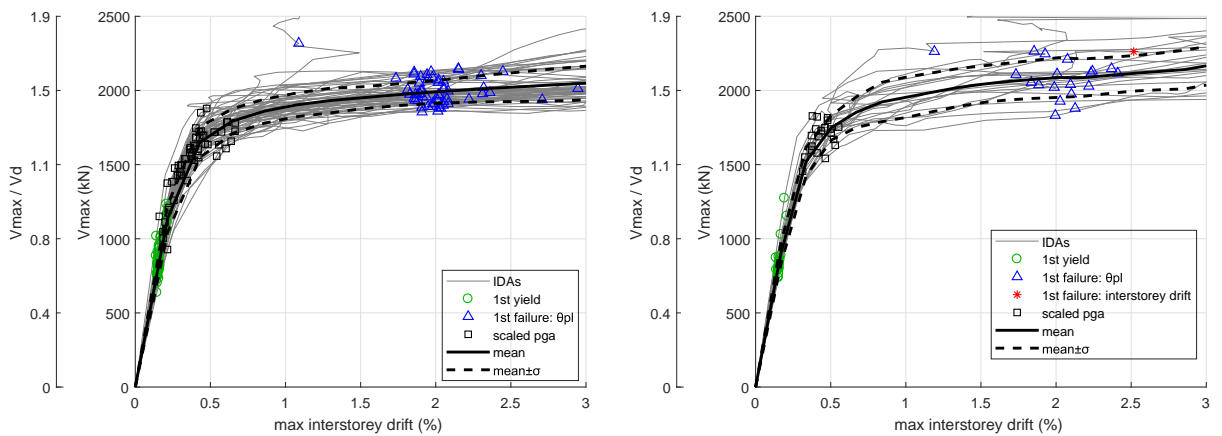 1.9
2500
1.5
2000
1500
1.1
1000
0.8
500
0.4
0
0
Vmax / Vd
Vmax (kN)
0
0.5
1
1.5
2
2.5
3
max interstorey drift (%)
IDAs
1st yield
1st failure: θpl
scaled pga
mean
mean±σ
1.9
2500
1.5
2000
1500
1.1
1000
0.8
500
0.4
0
0
Vmax / Vd
Vmax (kN)
0
0.5
1
1.5
2
2.5
3
max interstorey drift (%)
IDAs
1st yield
1st failure: θpl
1st failure: interstorey drift
scaled pga
mean
mean±σ